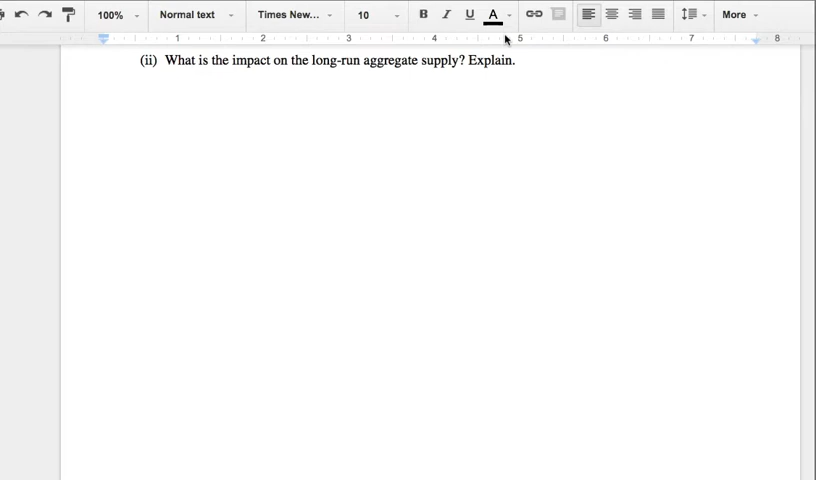 100% Normal text Times New... 10 B I U A More
1 2 3 4 5 6 7 8
(ii) What is the impact on the long-run aggregate supply? Explain.